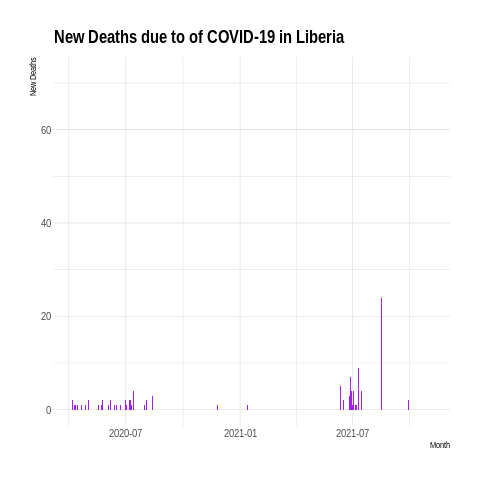 New Deaths due to of COVID-19 in Liberia
New Deaths
60
40
20
0
2020-07
2021-01
2021-07
Month